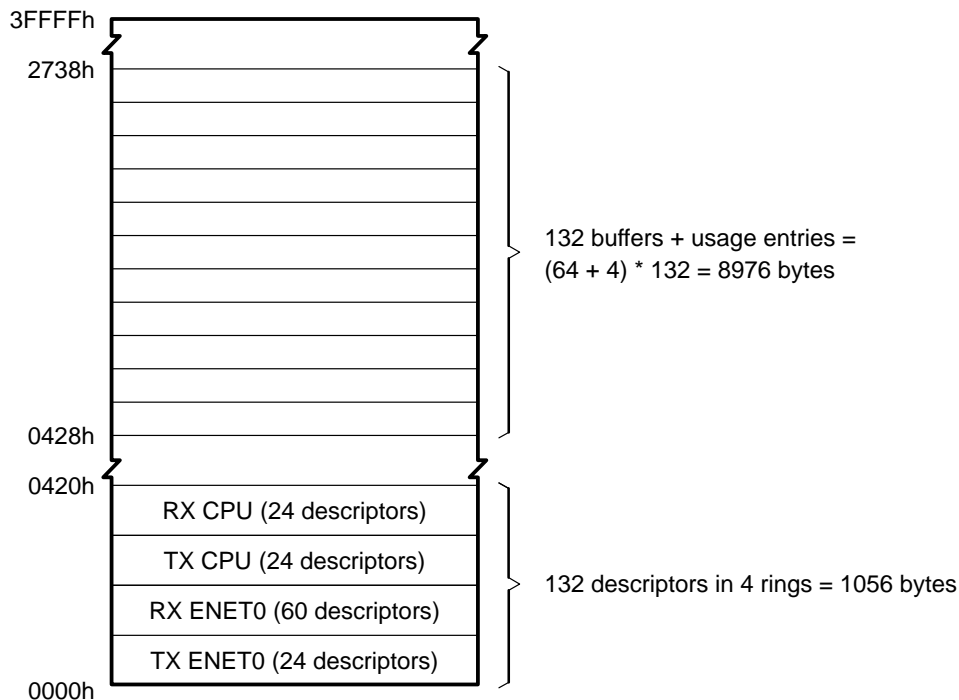 3FFFFh
2738h
132 buffers + usage entries =
(64 + 4) * 132 = 8976 bytes
0428h
0420h
RX CPU (24 descriptors)
TX CPU (24 descriptors)
132 descriptors in 4 rings = 1056 bytes
RX ENET0 (60 descriptors)
TX ENET0 (24 descriptors)
0000h